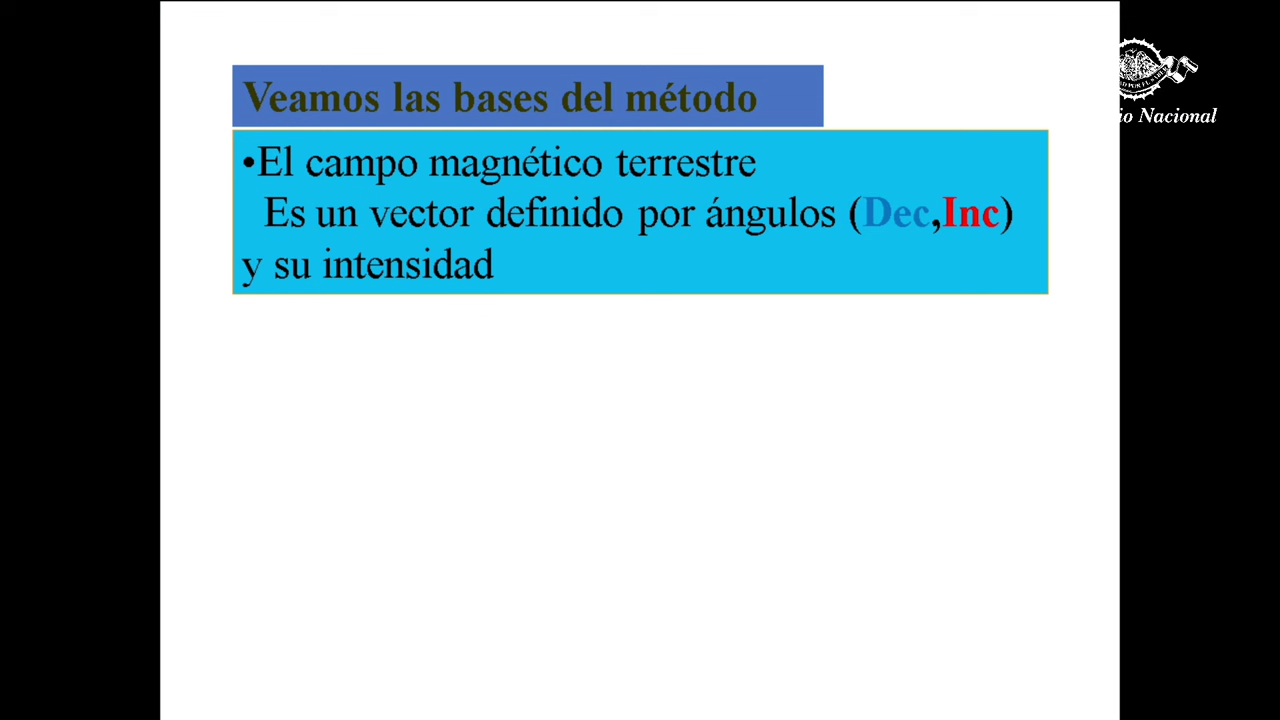 Veamos las bases del método
•El campo magnético terrestre
Es un vector definido por ángulos (Dec,Inc)
y su intensidad
Nacional